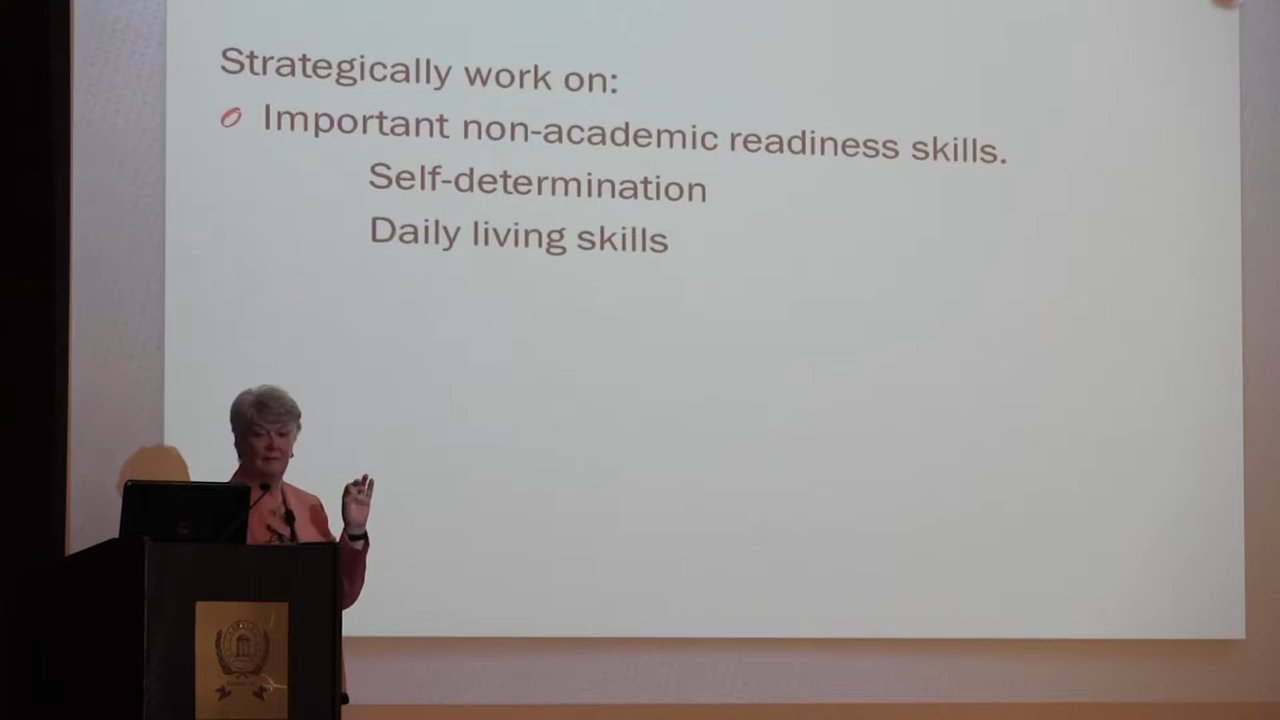 Strategically work on:
Important non-academic readiness skills.
Self-determination
Daily living skills